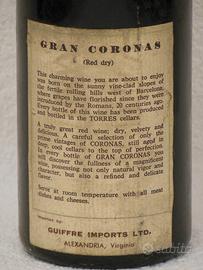 GRAN CORONAS
(Red dry)
This charming wine you are about to enjoy
was born on the sunny vine-clad slopes of
the fertile rolling hills west of Barcelona,
where grapes have florished since they were
introduced by the Romans, 20 centuries ago.
Every bottle of this wine has been produced
and bottled in the TORRES cellars.
A truly great red wine; dry, velvety and
delicious. A careful selection of only the
prime vintages of CORONAS, still aged in
deep, cool cellars to the top of perfection.
In every bottle of GRAN CORONAS you
will discover the fullness of a magnificent
wine, possessing not only natural vigor and
character, but also a refined and delicate
flavor.
Serve at room temperature with all meat
dishes and cheeses.
Imported by:
GUIFFRE IMPORTS LTD.
ALEXANDRIA, Virginia
subito